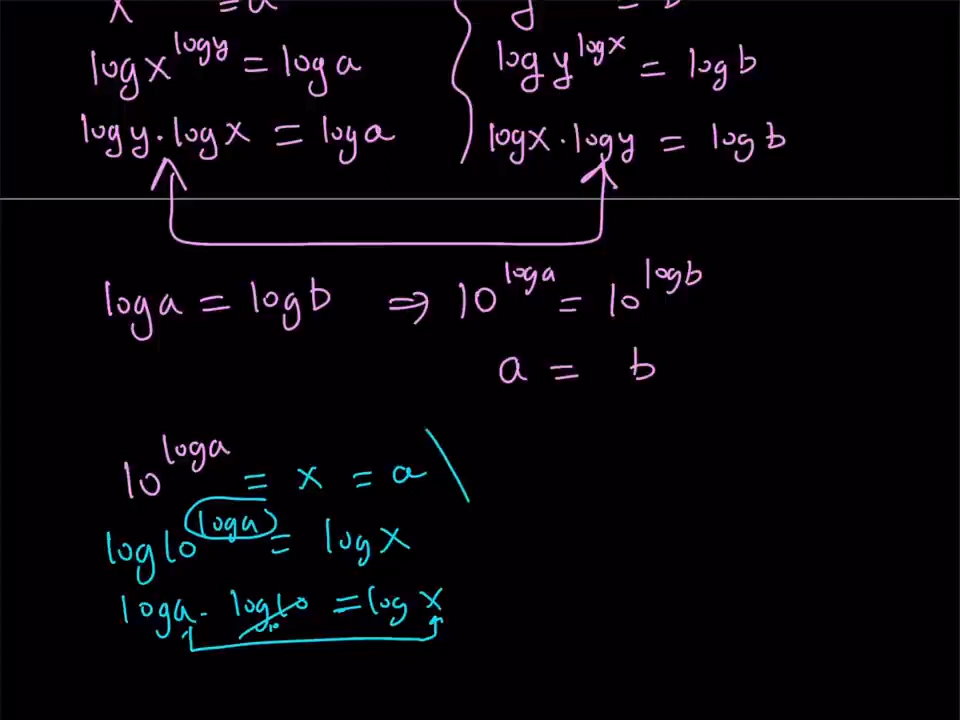 x = a
y = b
log x^{log y} = log a
log y^{log x} = log b
log y · log x = log a
log x · log y = log b
log a = log b ⇒ 10^{log a} = 10^{log b}
a = b
10^{log a} = x = a
log 10^{log a} = log x
log a · log₁₀ 10 = log x